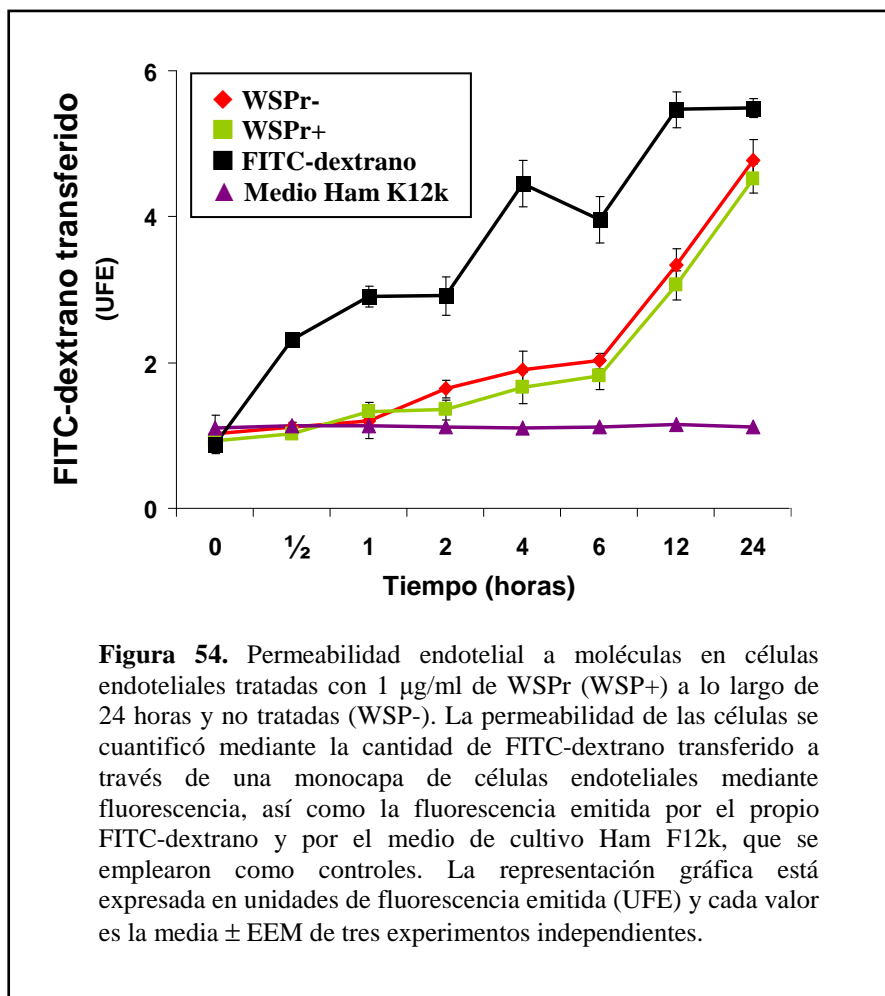 6
4
2
0
FITC-dextrano transferido
(UFE)
WSPr-
WSPr+
FITC-dextrano
Medio Ham K12k
0 ½ 1 2 4 6 12 24
Tiempo (horas)
Figura 54. Permeabilidad endotelial a moléculas en células
endoteliales tratadas con 1 μg/ml de WSPr (WSP+) a lo largo de
24 horas y no tratadas (WSP-). La permeabilidad de las células se
cuantificó mediante la cantidad de FITC-dextrano transferido a
través de una monocapa de células endoteliales mediante
fluorescencia, así como la fluorescencia emitida por el propio
FITC-dextrano y por el medio de cultivo Ham F12k, que se
emplearon como controles. La representación gráfica está
expresada en unidades de fluorescencia emitida (UFE) y cada valor
es la media ± EEM de tres experimentos independientes.